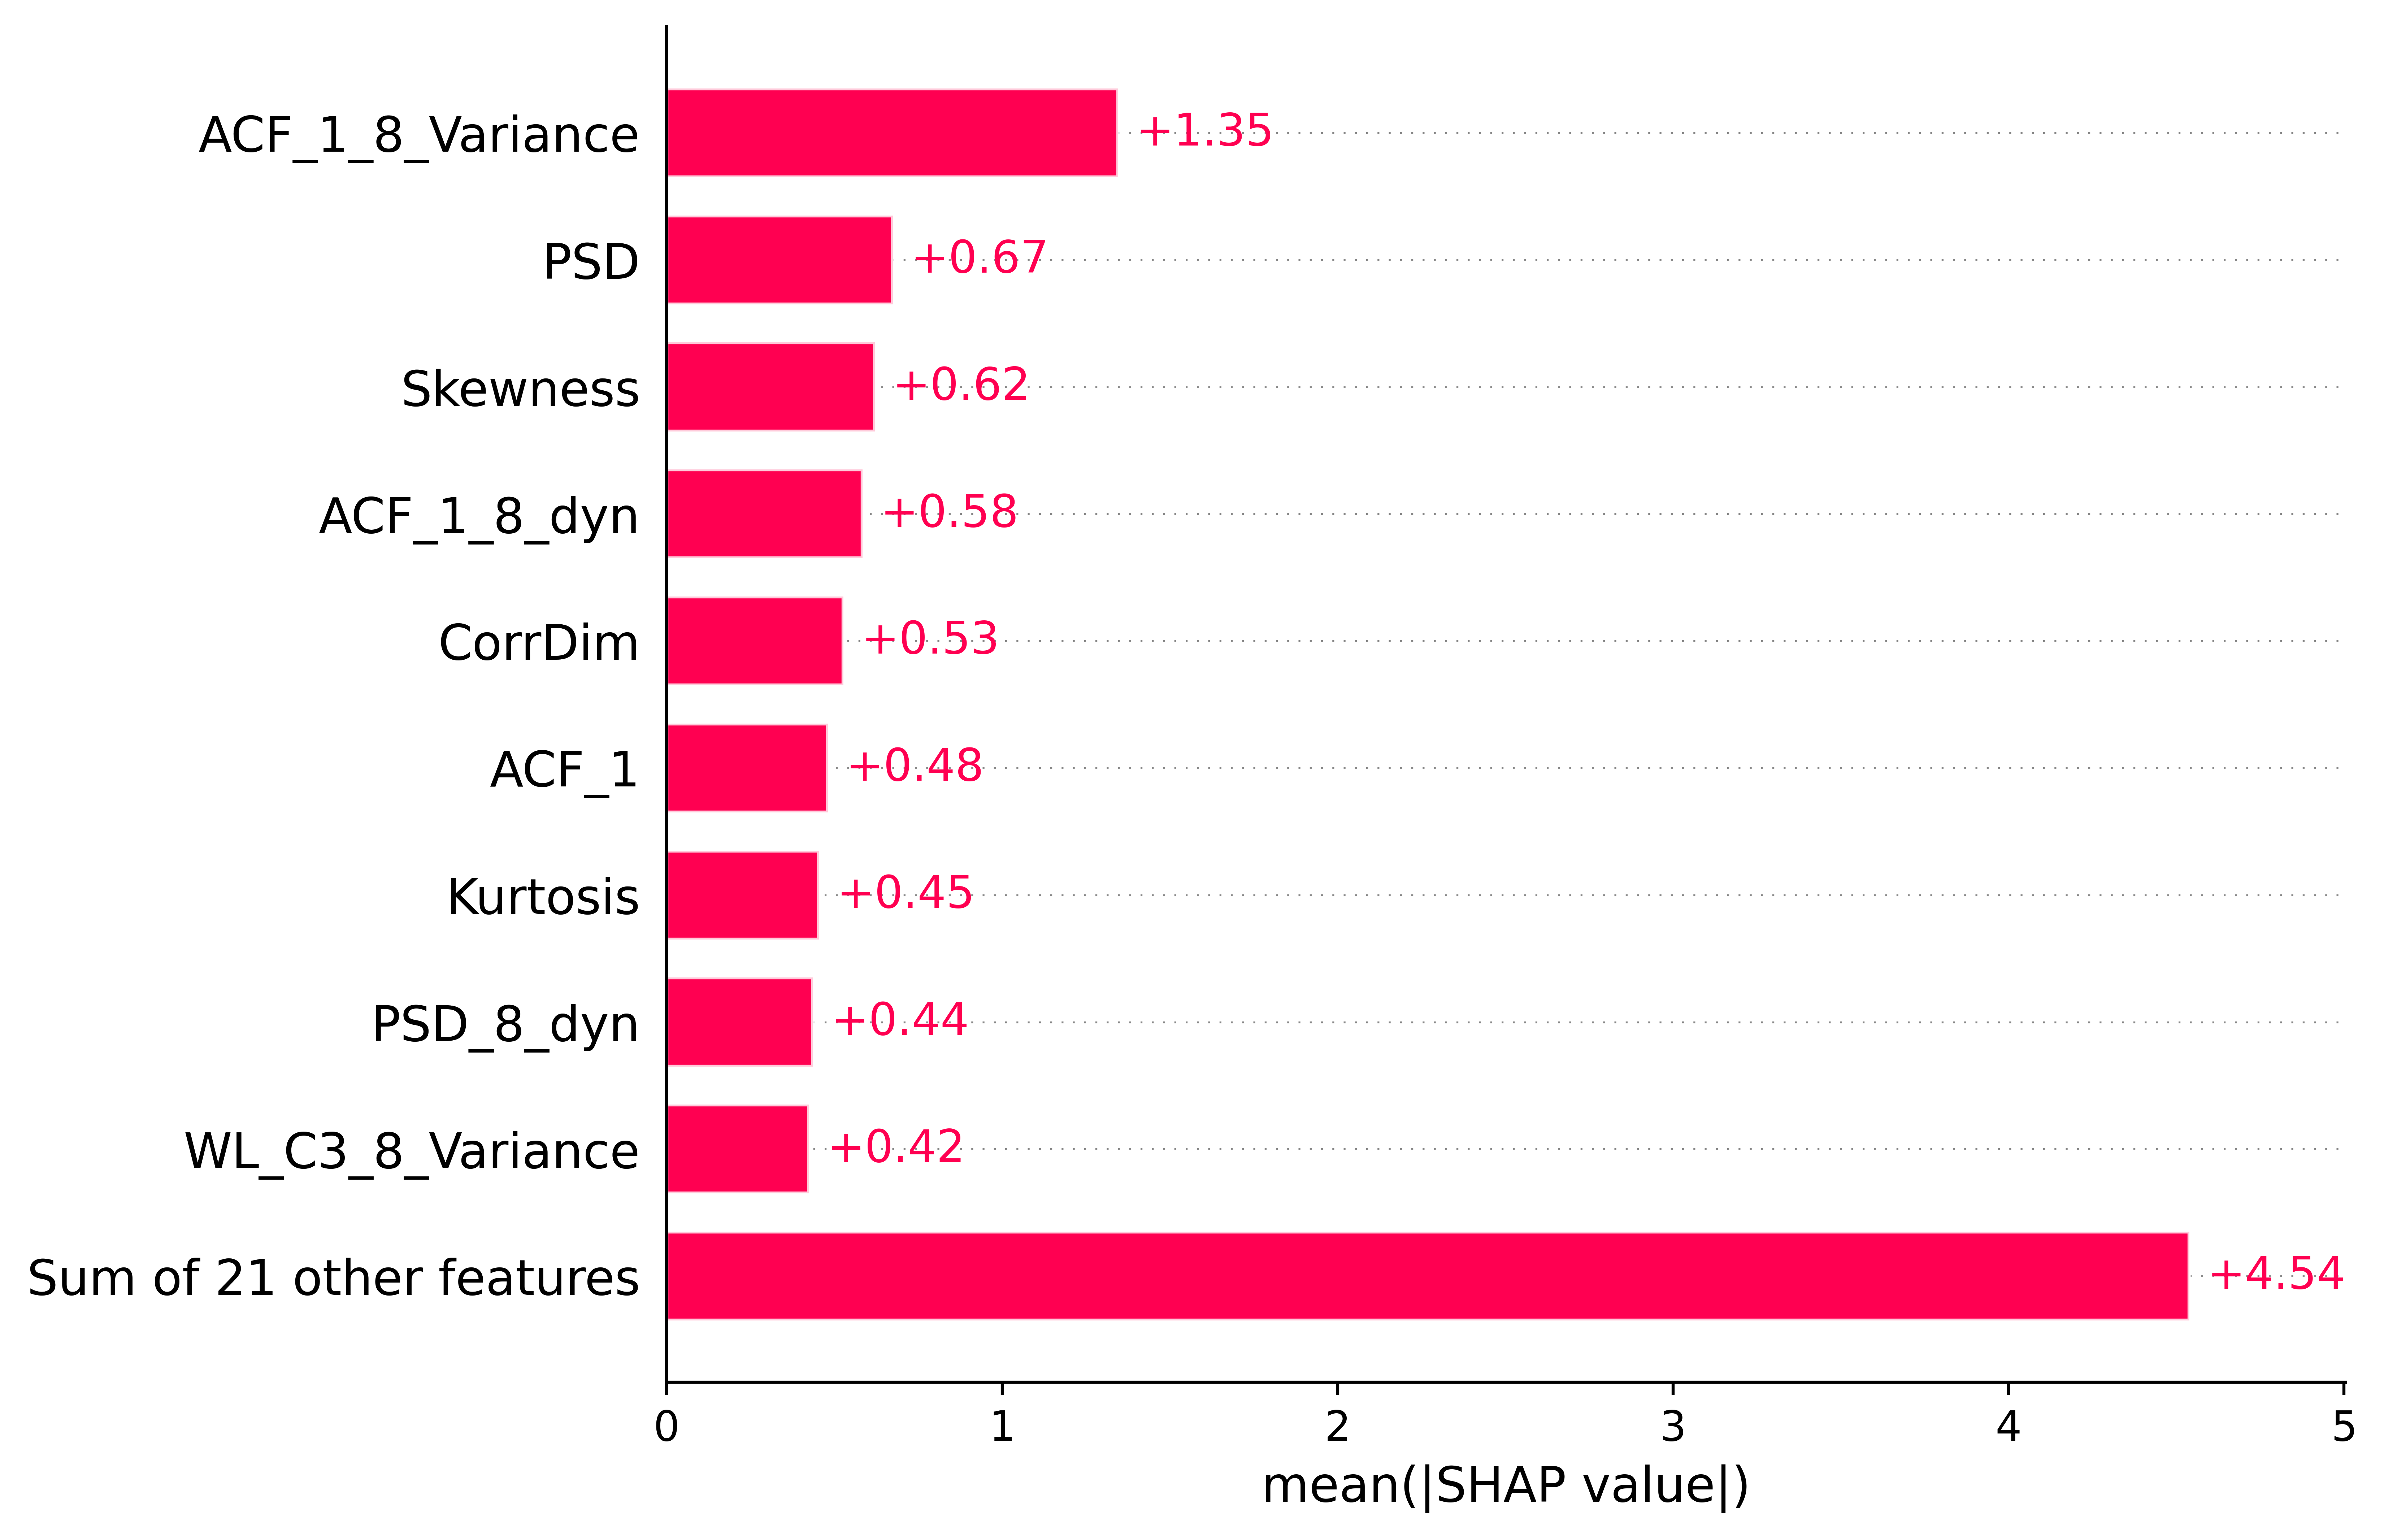 ACF_1_8_Variance +1.35
PSD +0.67
Skewness +0.62
ACF_1_8_dyn +0.58
CorrDim +0.53
ACF_1 +0.48
Kurtosis +0.45
PSD_8_dyn +0.44
WL_C3_8_Variance +0.42
Sum of 21 other features +4.54
0 1 2 3 4 5
mean(|SHAP value|)